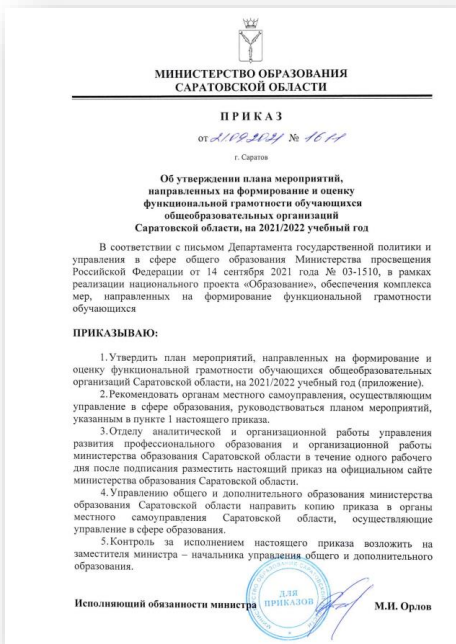 МИНИСТЕРСТВО ОБРАЗОВАНИЯ
САРАТОВСКОЙ ОБЛАСТИ
ПРИКАЗ
от 21.09.2021 № 1611
г. Саратов
Об утверждении плана мероприятий,
направленных на формирование и оценку
функциональной грамотности обучающихся
общеобразовательных организаций
Саратовской области, на 2021/2022 учебный год
В соответствии с письмом Департамента государственной политики и
управления в сфере общего образования Министерства просвещения
Российской Федерации от 14 сентября 2021 года № 03-1510, в рамках
реализации национального проекта «Образование», обеспечения комплекса
мер, направленных на формирование функциональной грамотности
обучающихся
ПРИКАЗЫВАЮ:
1.Утвердить план мероприятий, направленных на формирование и
оценку функциональной грамотности обучающихся общеобразовательных
организаций Саратовской области, на 2021/2022 учебный год (приложение).
2.Рекомендовать органам местного самоуправления, осуществляющим
управление в сфере образования, руководствоваться планом мероприятий,
указанным в пункте 1 настоящего приказа.
3.Отделу аналитической и организационной работы управления
развития профессионального образования и организационной работы
министерства образования Саратовской области в течение одного рабочего
дня после подписания разместить настоящий приказ на официальном сайте
министерства образования Саратовской области.
4.Управлению общего и дополнительного образования министерства
образования Саратовской области направить копию приказа в органы
местного самоуправления Саратовской области, осуществляющие
управление в сфере образования.
5.Контроль за исполнением настоящего приказа возложить на
заместителя министра – начальника управления общего и дополнительного
образования.
Исполняющий обязанности министра
ДЛЯ
ПРИКАЗОВ
М.И. Орлов